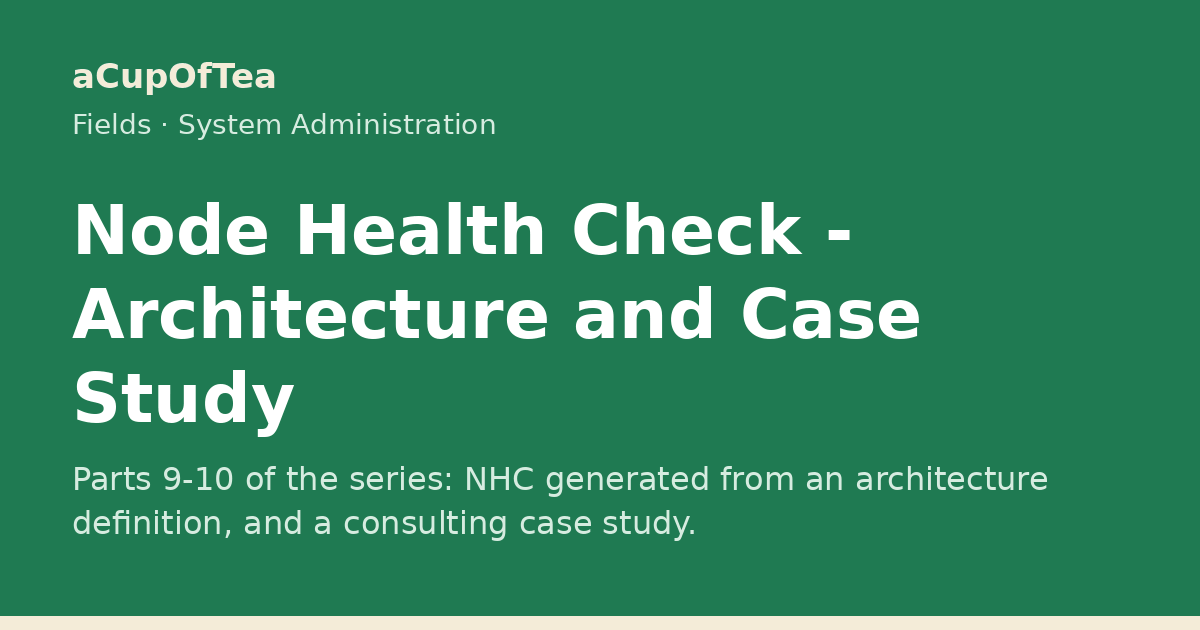 aCupOfTea
Fields · System Administration
Node Health Check -
Architecture and Case
Study
Parts 9-10 of the series: NHC generated from an architecture
definition, and a consulting case study.